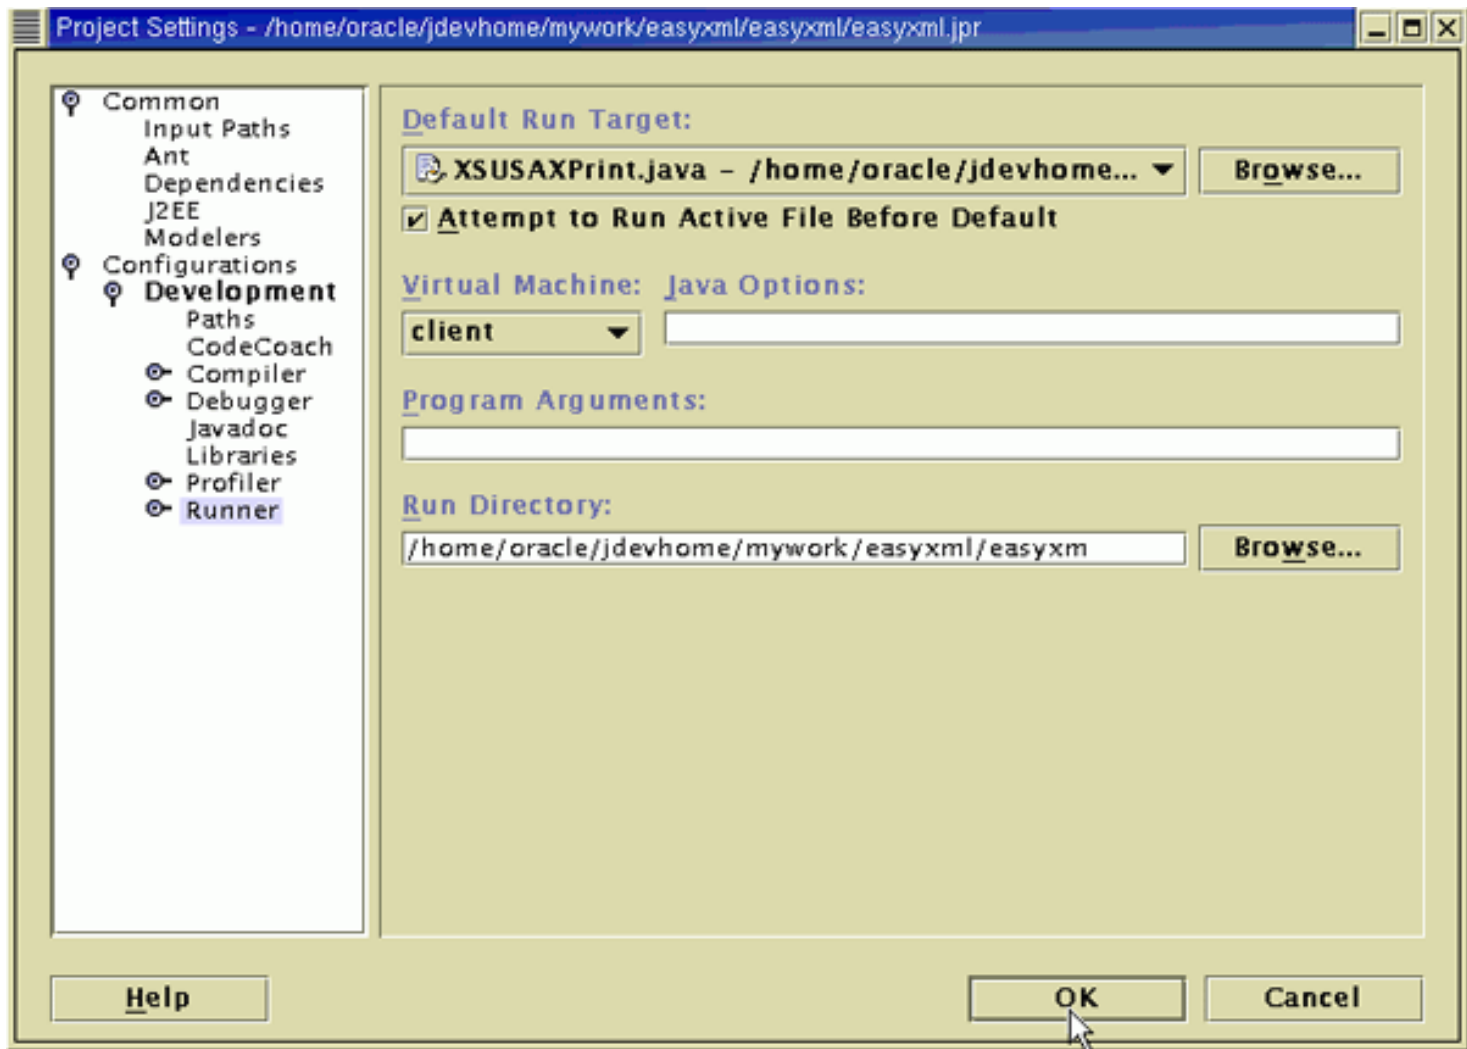 Project Settings - /home/oracle/jdevhome/mywork/easyxml/easyxml/easyxml.jpr
Common
Input Paths
Ant
Dependencies
J2EE
Modelers
Configurations
Development
Paths
CodeCoach
Compiler
Debugger
Javadoc
Libraries
Profiler
Runner
Default Run Target:
XSUSAXPrint.java - /home/oracle/jdevhome... Browse...
Attempt to Run Active File Before Default
Virtual Machine: Java Options:
client
Program Arguments:
Run Directory:
/home/oracle/jdevhome/mywork/easyxml/easyxm Browse...
Help OK Cancel